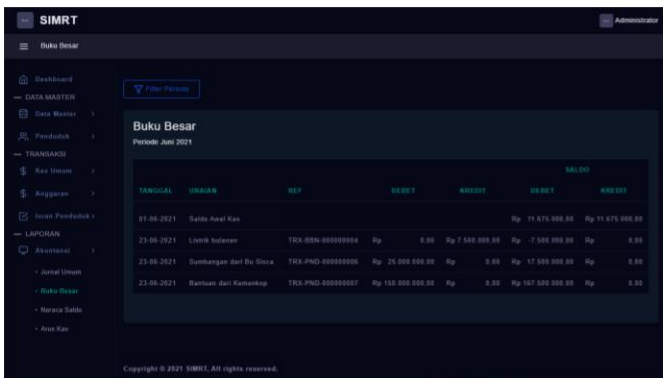 SIMRT
Administrator
Buku Besar
Dashboard
— DATA MASTER
Data Master
Penduduk
— TRANSAKSI
Kas Umum
Anggaran
Iuran Penduduk
— LAPORAN
Akuntansi
Jurnal Umum
Buku Besar
Neraca Saldo
Arus Kas
Filter Periode
Buku Besar
Periode Juni 2021
SALDO
TANGGAL URAIAN REF DEBET KREDIT DEBET KREDIT
01-06-2021 Saldo Awal Kas Rp 11.675.000,00 Rp 11.675.000,00
23-06-2021 Listrik bulanan TRX-BBN-000000004 Rp 0,00 Rp 7.500.000,00 Rp -7.500.000,00 Rp 0,00
23-06-2021 Sumbangan dari Bu Sisca TRX-PND-000000006 Rp 25.000.000,00 Rp 0,00 Rp 17.500.000,00 Rp 0,00
23-06-2021 Bantuan dari Kemenkop TRX-PND-000000007 Rp 150.000.000,00 Rp 0,00 Rp 167.500.000,00 Rp 0,00
Copyright © 2021 SIMRT, All rights reserved.